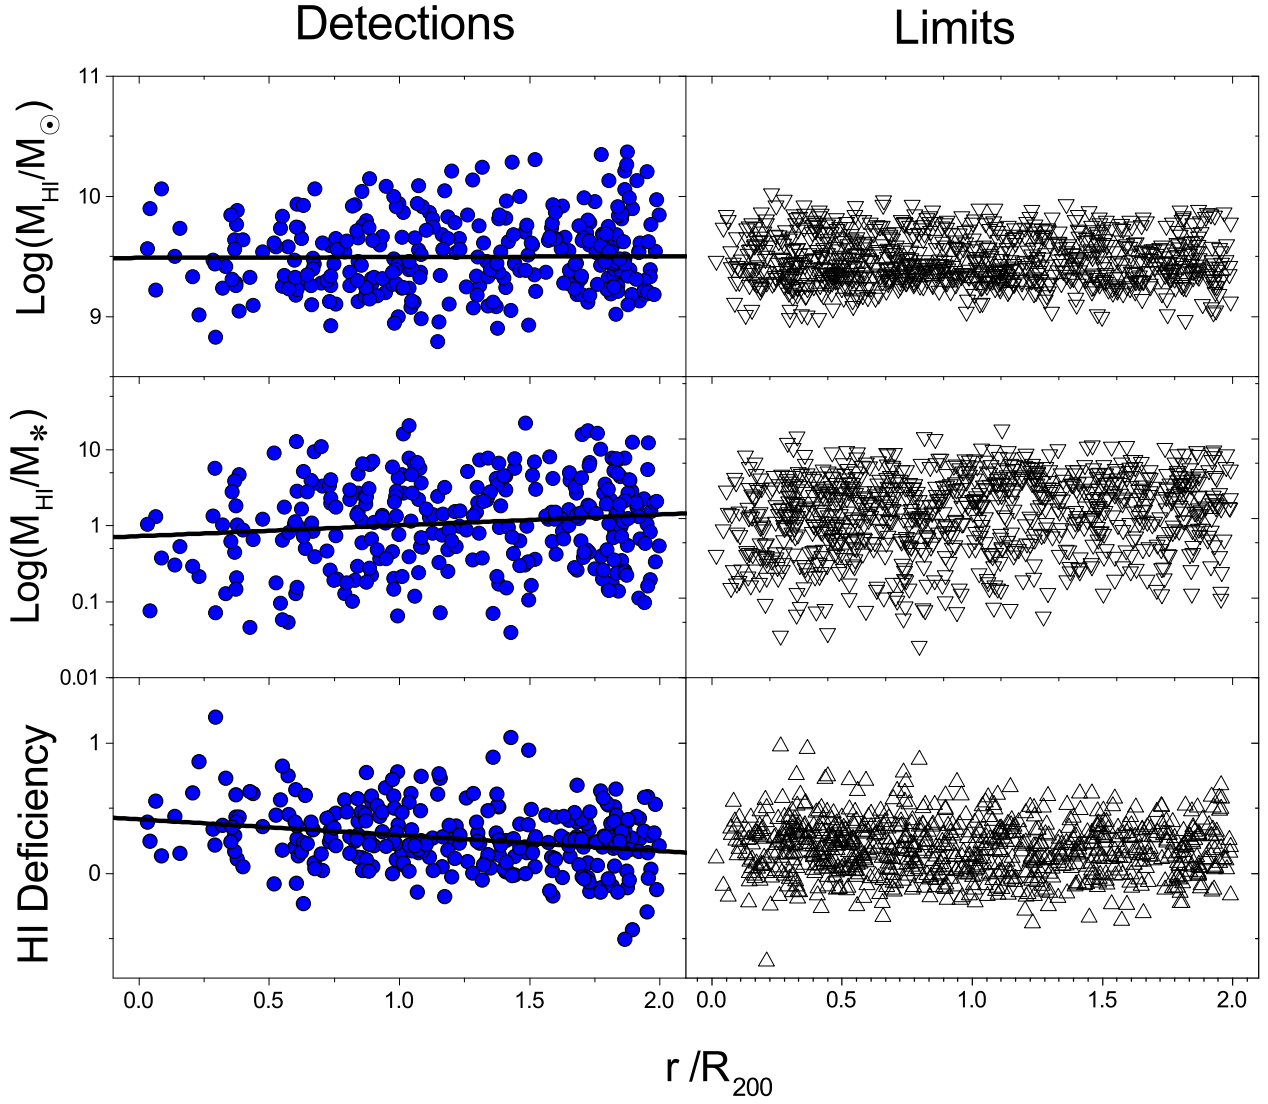 Detections Limits
Log(M_HI/M_☉)
11
10
9
Log(M_HI/M_*)
10
1
0.1
0.01
HI Deficiency
1
0
0.0 0.5 1.0 1.5 2.0 0.0 0.5 1.0 1.5 2.0
r /R_200